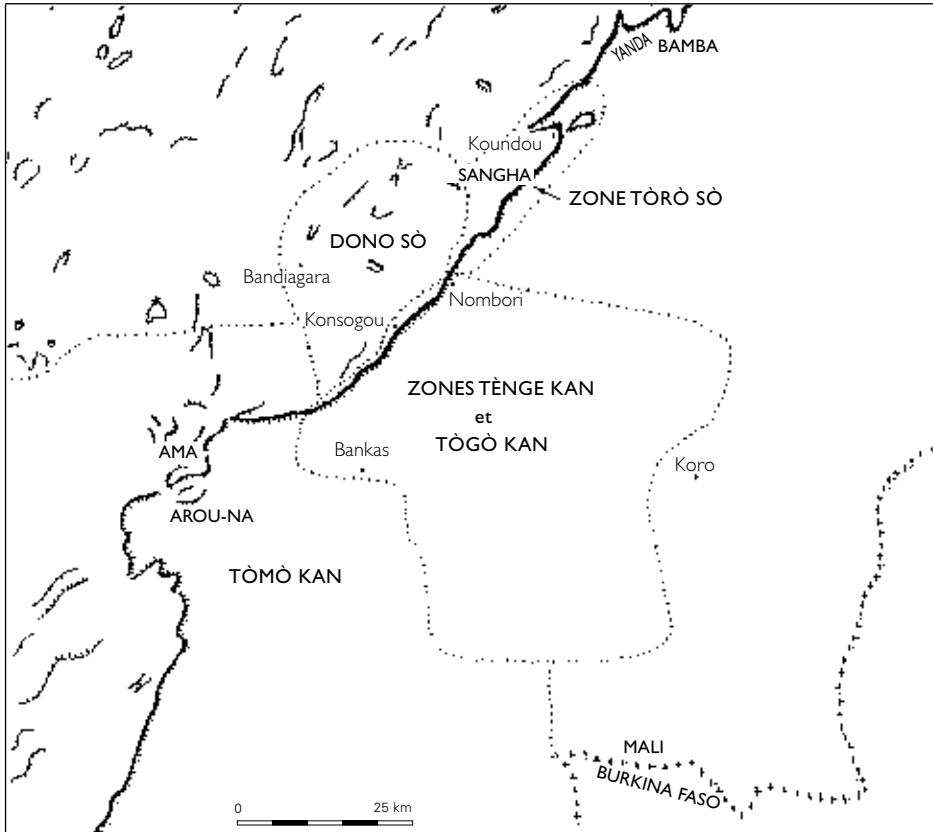 YANDA
BAMBA
Koundou
SANGHA
ZONE TÒRÒ SÒ
DONO SÒ
Bandiagara
Nombori
Konsogou
ZONES TÈNGE KAN
et
TÒGÒ KAN
AMA
Bankas
Koro
AROU-NA
TÒMÒ KAN
MALI
BURKINA FASO
0 25 km